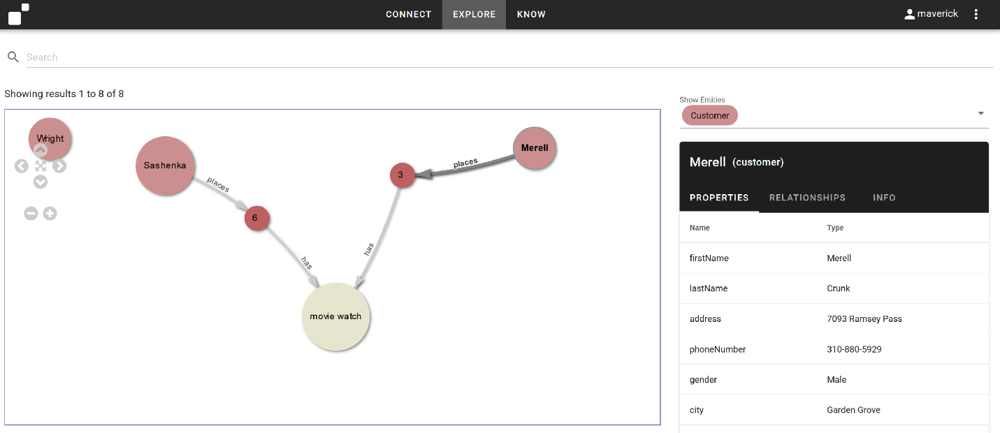 CONNECT EXPLORE KNOW maverick
Search
Showing results 1 to 8 of 8
Show Entities
Customer
Wright
Sashenka
places
6
has
movie watch
has
3
places
Merell
Merell (customer)
PROPERTIES RELATIONSHIPS INFO
Name Type
firstName Merell
lastName Crunk
address 7093 Ramsey Pass
phoneNumber 310-880-5929
gender Male
city Garden Grove